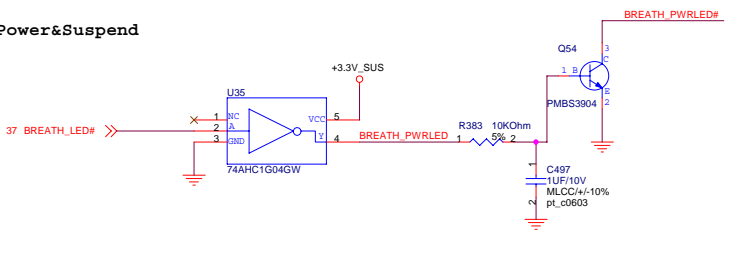 BREATH_PWRLED#
Power&Suspend
Q54
3
C
+3.3V_SUS
1 B
E
2
PMBS3904
U35
1 NC
VCC 5
37 BREATH_LED#
2 A
R383 10KOhm
3 GND
Y 4
BREATH_PWRLED
1 5% 2
74AHC1G04GW
1
C497
1UF/10V
MLCC/+/-10%
2
pt_c0603